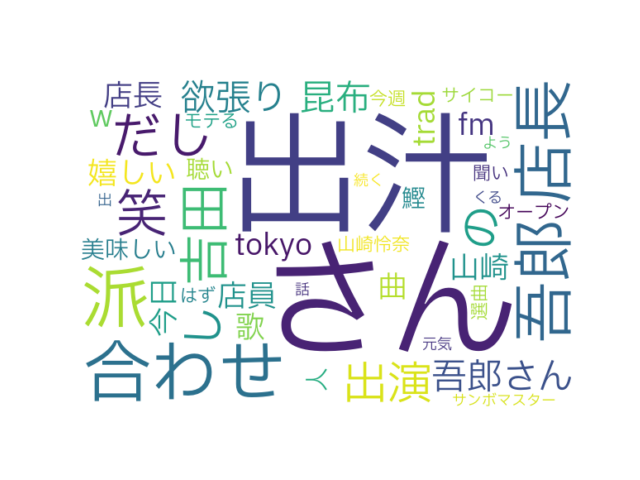 店長
欲張り
昆布
今週
サイコー
w
だし
モテる
trad
fm
よう
出汁
吾郎店長
嬉しい
聴い
聞い
笑
吉田
出
続く
鰹
くる
の
オープン
美味しい
tokyo
山崎怜奈
山崎
派
今日
はず
店員
さん
曲
選曲
し
歌
話
元気
合わせ
人
出演
吾郎さん
サンボマスター